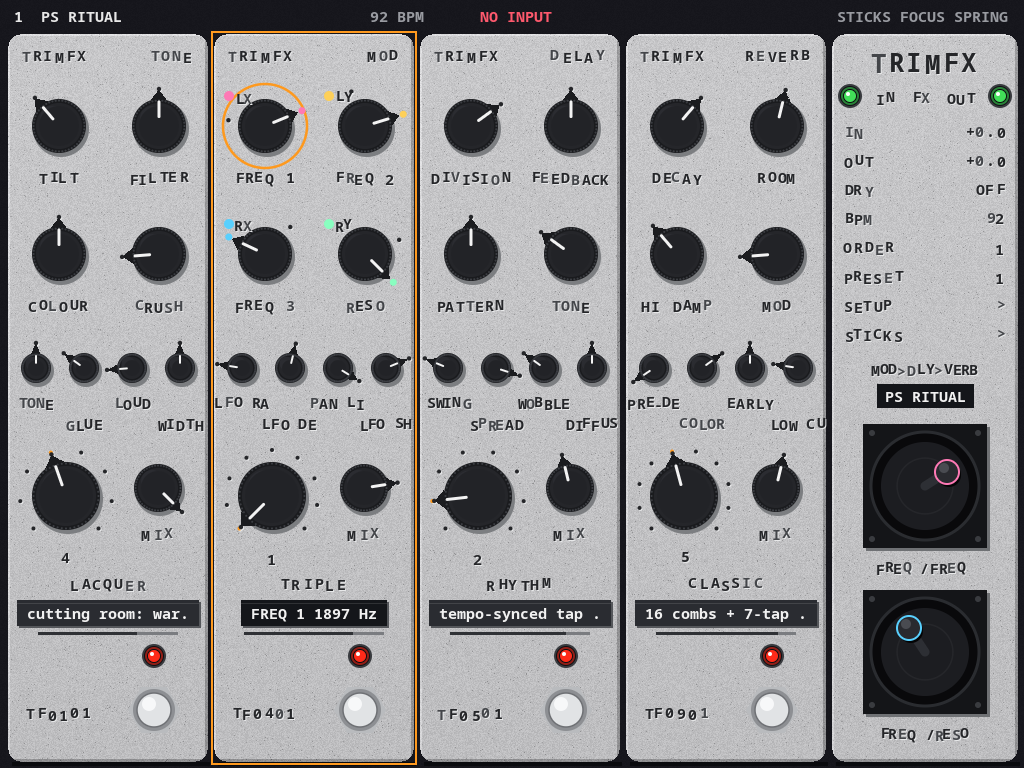 1 PS RITUAL 92 BPM NO INPUT STICKS FOCUS SPRING
TRIMFX TONE
TILT FILTER
COLOUR CRUSH
TONE LOUD
GLUE WIDTH
MIX
4
LACQUER
cutting room: war.
TF0101
TRIMFX MOD
LX LY
FREQ 1 FREQ 2
RX RY
FREQ 3 RESO
LFO RA PAN LI
LFO DE LFO SH
MIX
1
TRIPLE
FREQ 1 1897 Hz
TF0401
TRIMFX DELAY
DIVISION FEEDBACK
PATTERN TONE
SWING WOBBLE
SPREAD DIFFUS
MIX
2
RHYTHM
tempo-synced tap .
TF0501
TRIMFX REVERB
DECAY ROOM
HI DAMP MOD
PRE-DE EARLY
COLOR LOW CU
MIX
5
CLASSIC
16 combs + 7-tap .
TF0901
TRIMFX
IN FX OUT
IN +0.0
OUT +0.0
DRY OFF
BPM 92
ORDER 1
PRESET 1
SETUP >
STICKS >
MOD>DLY>VERB
PS RITUAL
FREQ /FREQ
FREQ /RESO